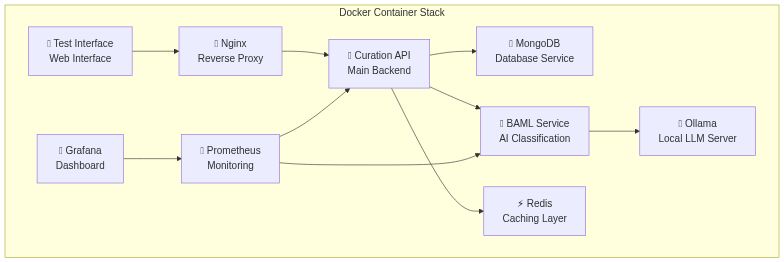 Docker Container Stack
Test Interface
Web Interface
Nginx
Reverse Proxy
Curation API
Main Backend
MongoDB
Database Service
BAML Service
AI Classification
Ollama
Local LLM Server
Grafana
Dashboard
Prometheus
Monitoring
⚡ Redis
Caching Layer